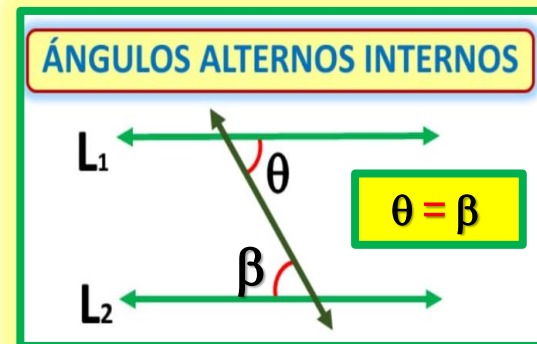 ÁNGULOS ALTERNOS INTERNOS
L₁
θ
θ = β
β
L₂